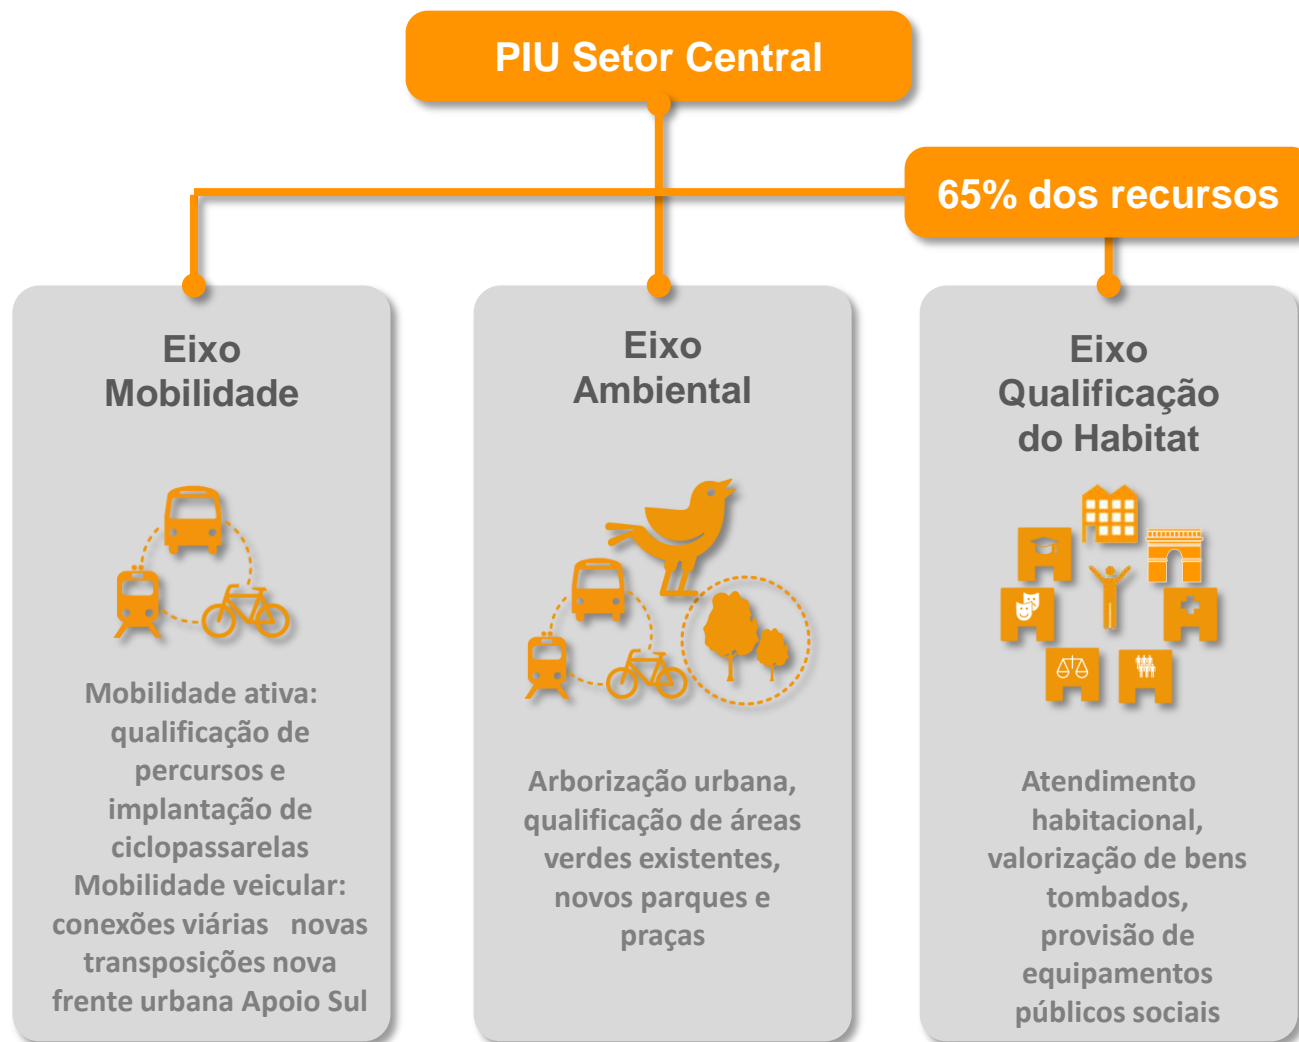 PIU Setor Central
65% dos recursos
Eixo
Mobilidade
Mobilidade ativa:
qualificação de
percursos e
implantação de
ciclopassarelas
Mobilidade veicular:
conexões viárias novas
transposições nova
frente urbana Apoio Sul
Eixo
Ambiental
Arborização urbana,
qualificação de áreas
verdes existentes,
novos parques e
praças
Eixo
Qualificação
do Habitat
Atendimento
habitacional,
valorização de bens
tombados,
provisão de
equipamentos
públicos sociais